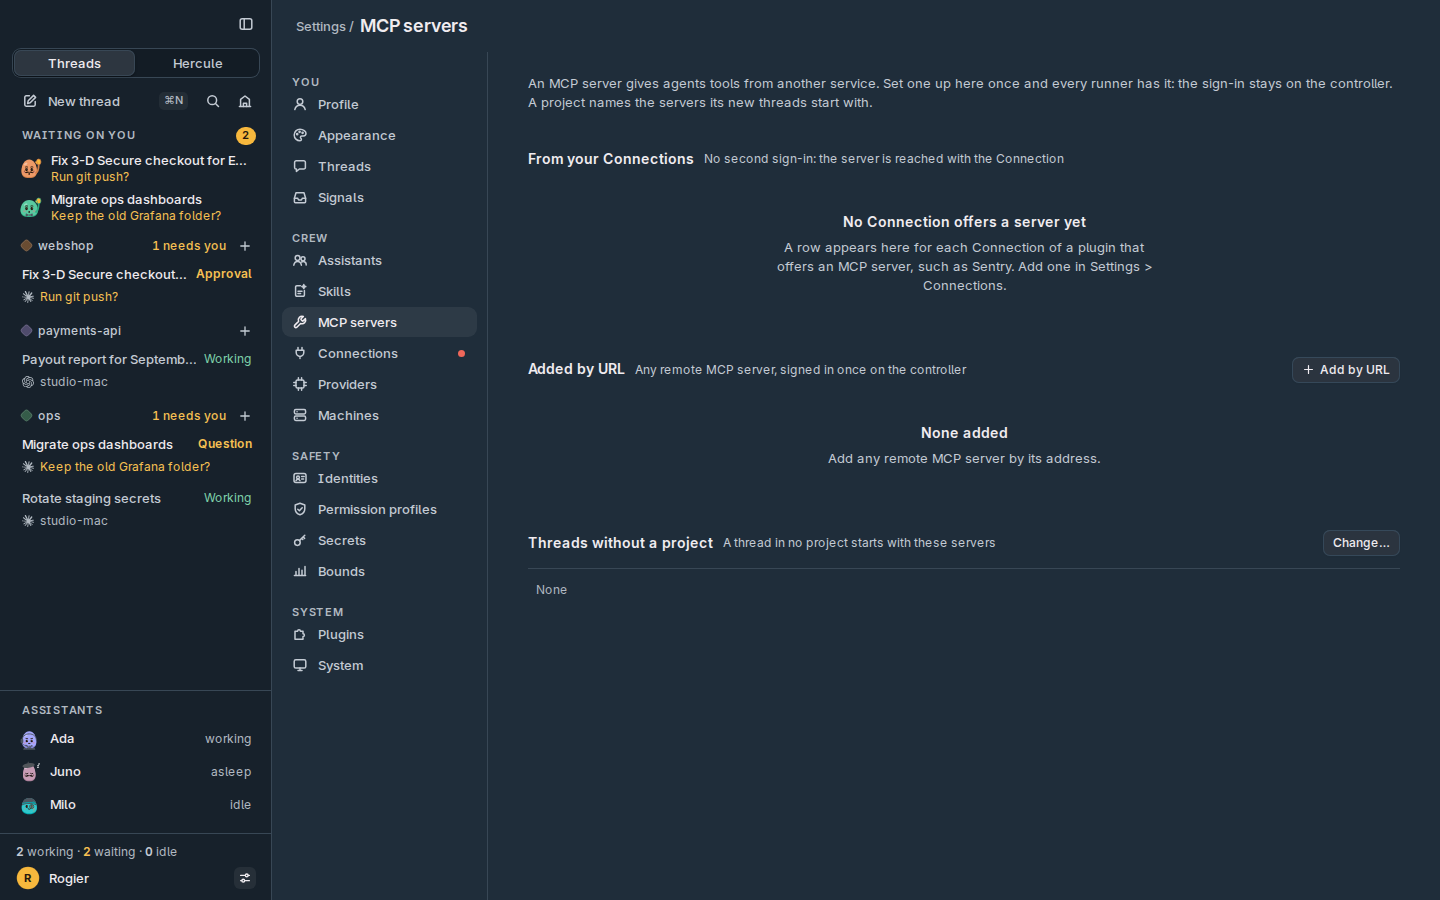 Threads
Hercule
New thread
⌘N
WAITING ON YOU
2
Fix 3-D Secure checkout for E...
Run git push?
Migrate ops dashboards
Keep the old Grafana folder?
webshop
1 needs you
Fix 3-D Secure checkout...
Approval
Run git push?
payments-api
Payout report for Septemb...
Working
studio-mac
ops
1 needs you
Migrate ops dashboards
Question
Keep the old Grafana folder?
Rotate staging secrets
Working
studio-mac
ASSISTANTS
Ada
working
Juno
asleep
Milo
idle
2 working · 2 waiting · 0 idle
R
Rogier
Settings / MCP servers
YOU
Profile
Appearance
Threads
Signals
CREW
Assistants
Skills
MCP servers
Connections
Providers
Machines
SAFETY
Identities
Permission profiles
Secrets
Bounds
SYSTEM
Plugins
System
An MCP server gives agents tools from another service. Set one up here once and every runner has it: the sign-in stays on the controller.
A project names the servers its new threads start with.
From your Connections
No second sign-in: the server is reached with the Connection
No Connection offers a server yet
A row appears here for each Connection of a plugin that
offers an MCP server, such as Sentry. Add one in Settings >
Connections.
Added by URL
Any remote MCP server, signed in once on the controller
Add by URL
None added
Add any remote MCP server by its address.
Threads without a project
A thread in no project starts with these servers
Change...
None